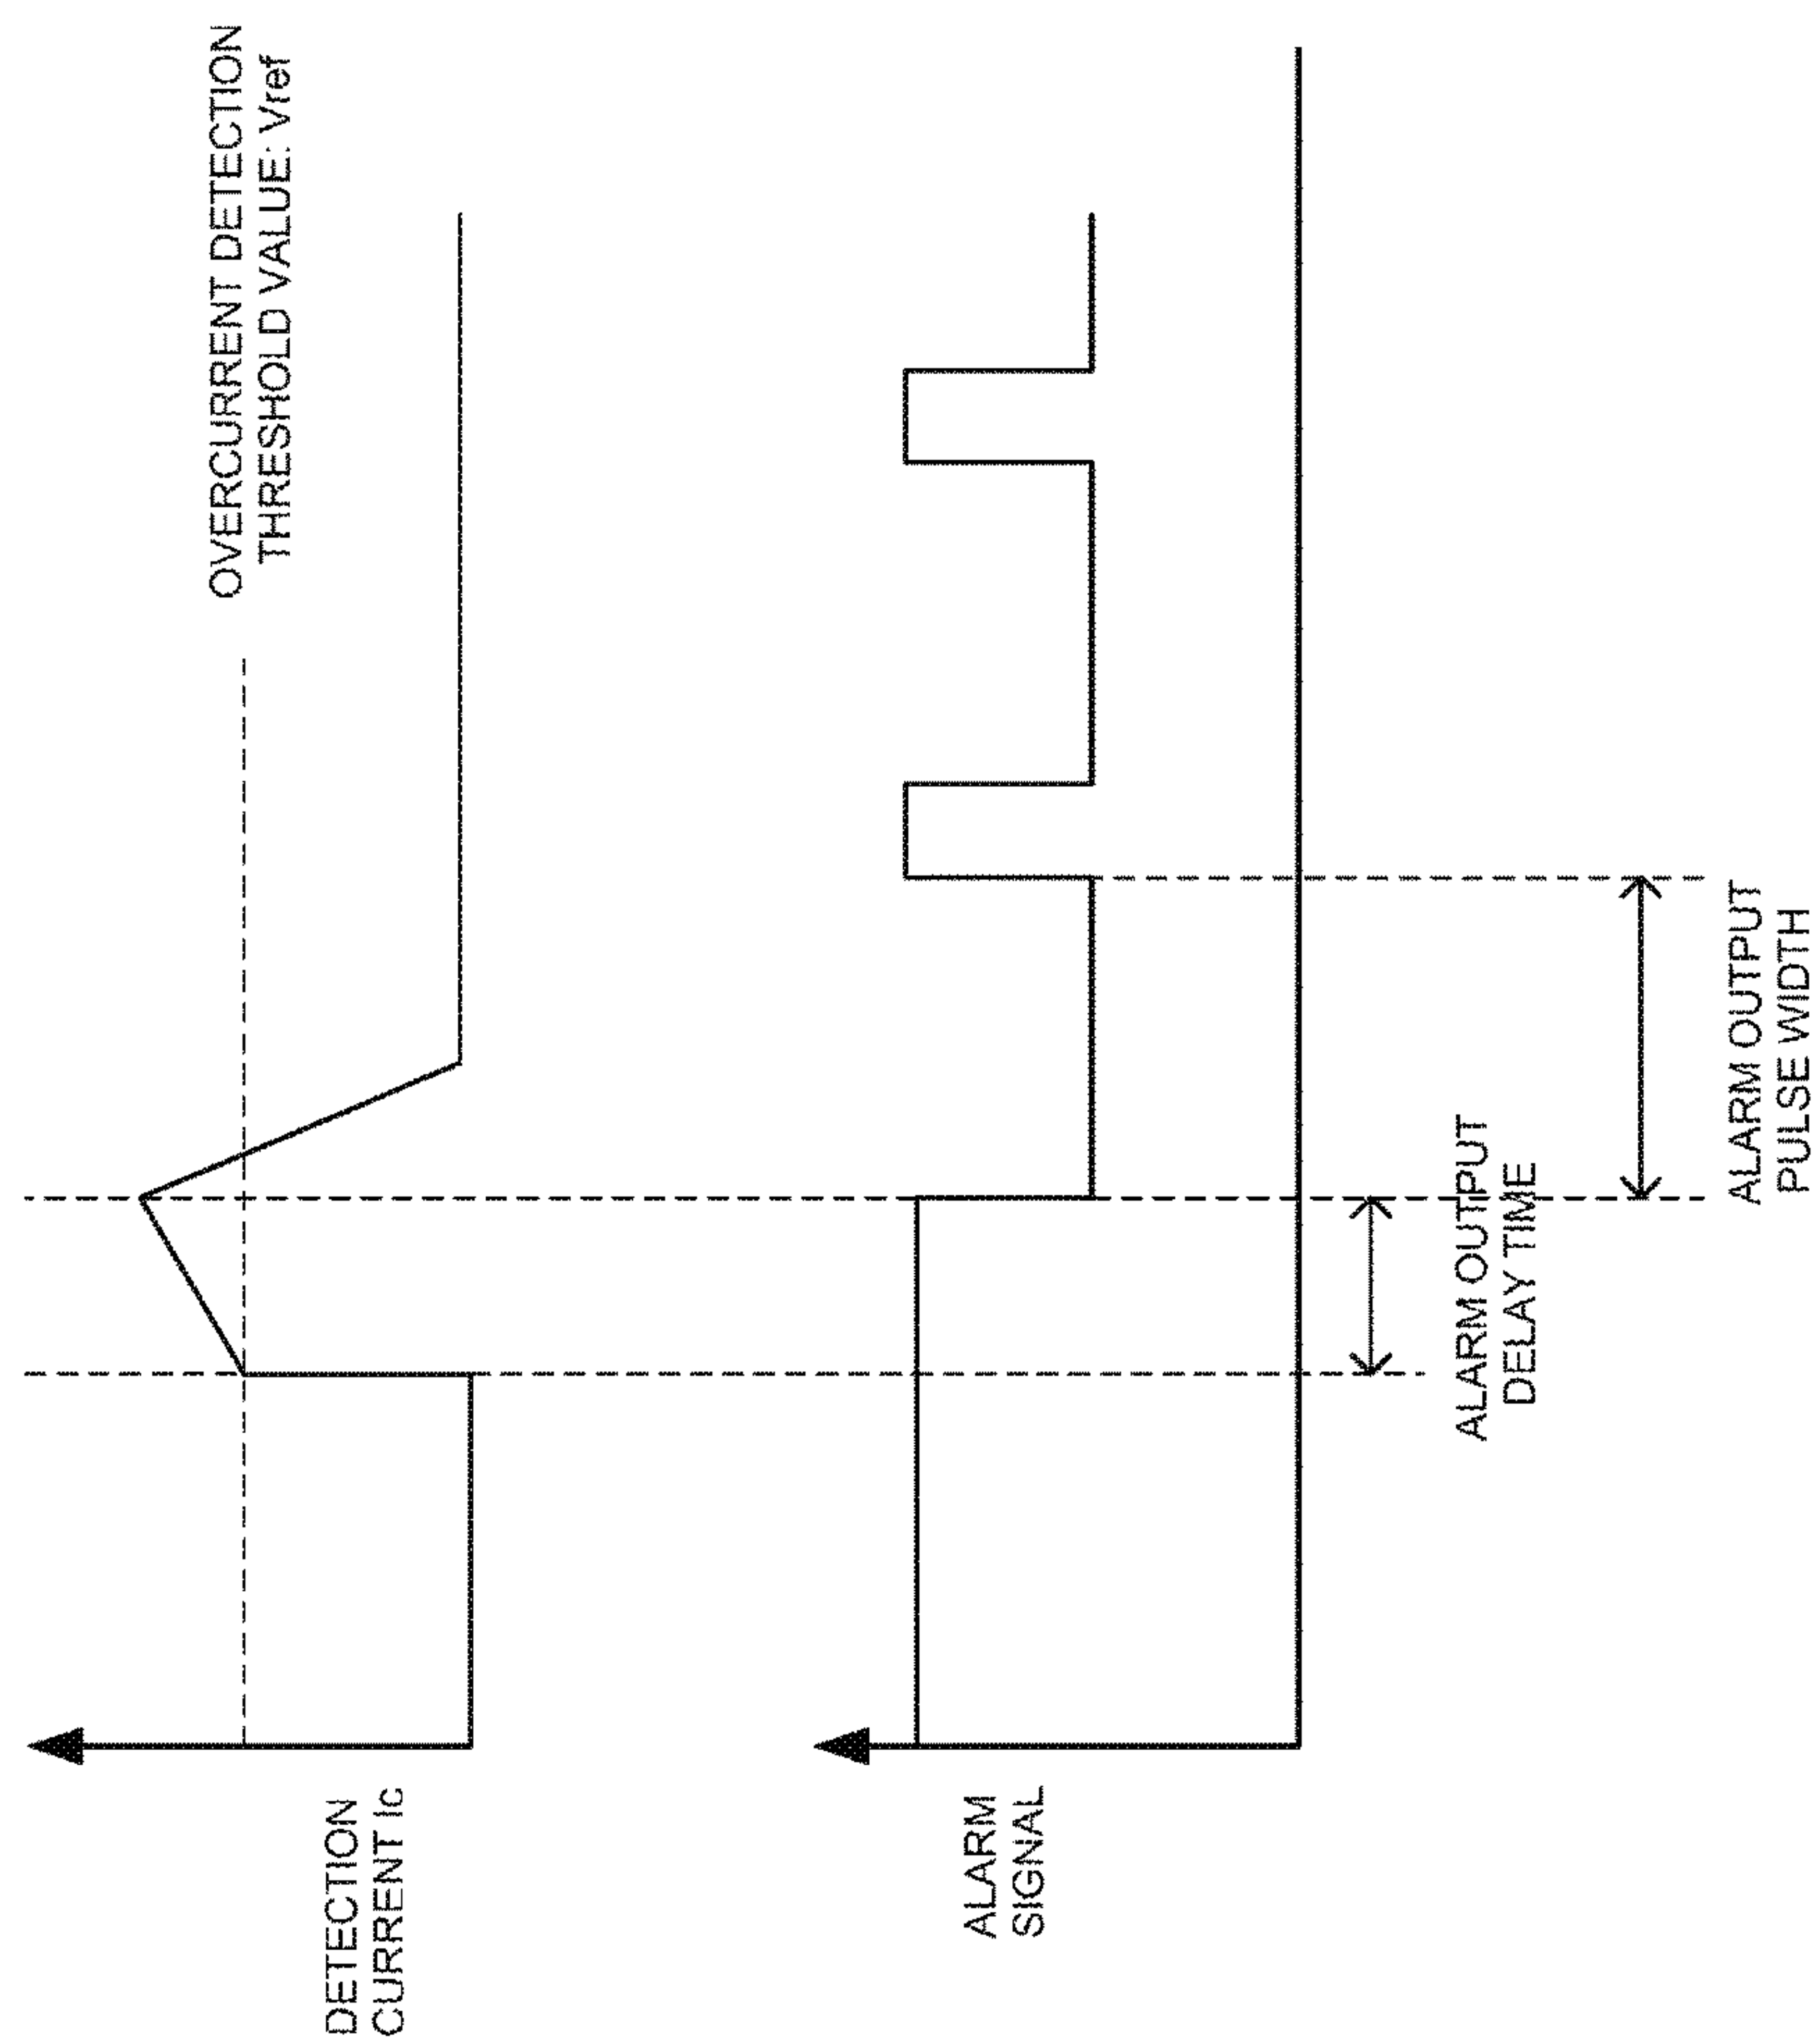 OVERCURRENT DETECTION
THRESHOLD VALUE: Vref
DETECTION
CURRENT Ic
ALARM
SIGNAL
ALARM OUTPUT
DELAY TIME
ALARM OUTPUT
PULSE WIDTH